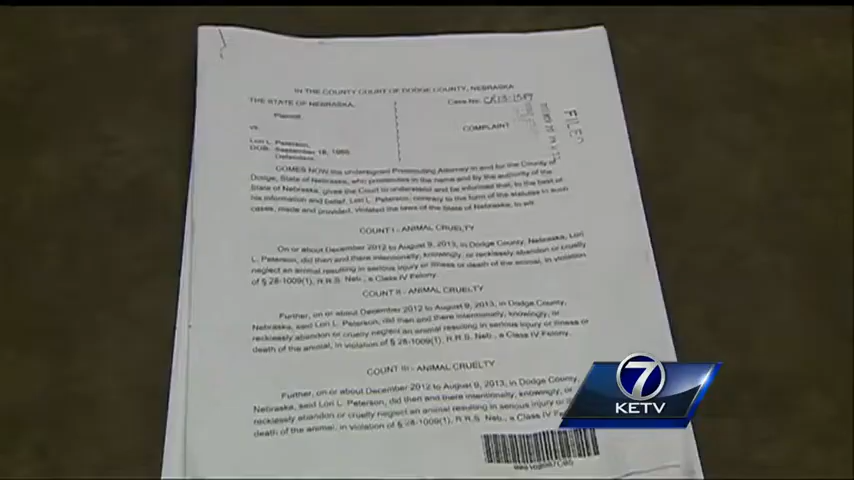 IN THE COUNTY COURT OF DODGE COUNTY, NEBRASKA
THE STATE OF NEBRASKA,
Plaintiff,
vs.
Lori L. Peterson,
DOB: September 18,
Defendant.
Case No.
COMPLAINT
FILED
COMES NOW the undersigned Prosecuting Attorney in and for the County of
Dodge, State of Nebraska, who prosecutes in the name and by the authority of the
State of Nebraska, gives the Court to understand and be informed that, to the best of
his information and belief, Lori L. Peterson, contrary to the form of the statutes in such
cases, made and provided, violated the laws of the State of Nebraska, to wit:
COUNT I - ANIMAL CRUELTY
On or about December 2012 to August 9, 2013, in Dodge County, Nebraska, Lori
L. Peterson, did then and there intentionally, knowingly, or recklessly abandon or cruelly
neglect an animal resulting in serious injury or illness or death of the animal, in violation
of § 28-1009(1), R.R.S. Neb., a Class IV Felony.
COUNT II - ANIMAL CRUELTY
Further, on or about December 2012 to August 9, 2013, in Dodge County,
Nebraska, said Lori L. Peterson, did then and there intentionally, knowingly, or
recklessly abandon or cruelly neglect an animal resulting in serious injury or illness or
death of the animal, in violation of § 28-1009(1), R.R.S. Neb., a Class IV Felony.
COUNT III - ANIMAL CRUELTY
Further, on or about December 2012 to August 9, 2013, in Dodge County,
Nebraska, said Lori L. Peterson, did then and there intentionally, knowingly, or
recklessly abandon or cruelly neglect an animal resulting in serious injury or illness or
death of the animal, in violation of § 28-1009(1), R.R.S. Neb., a Class IV
7
KETV